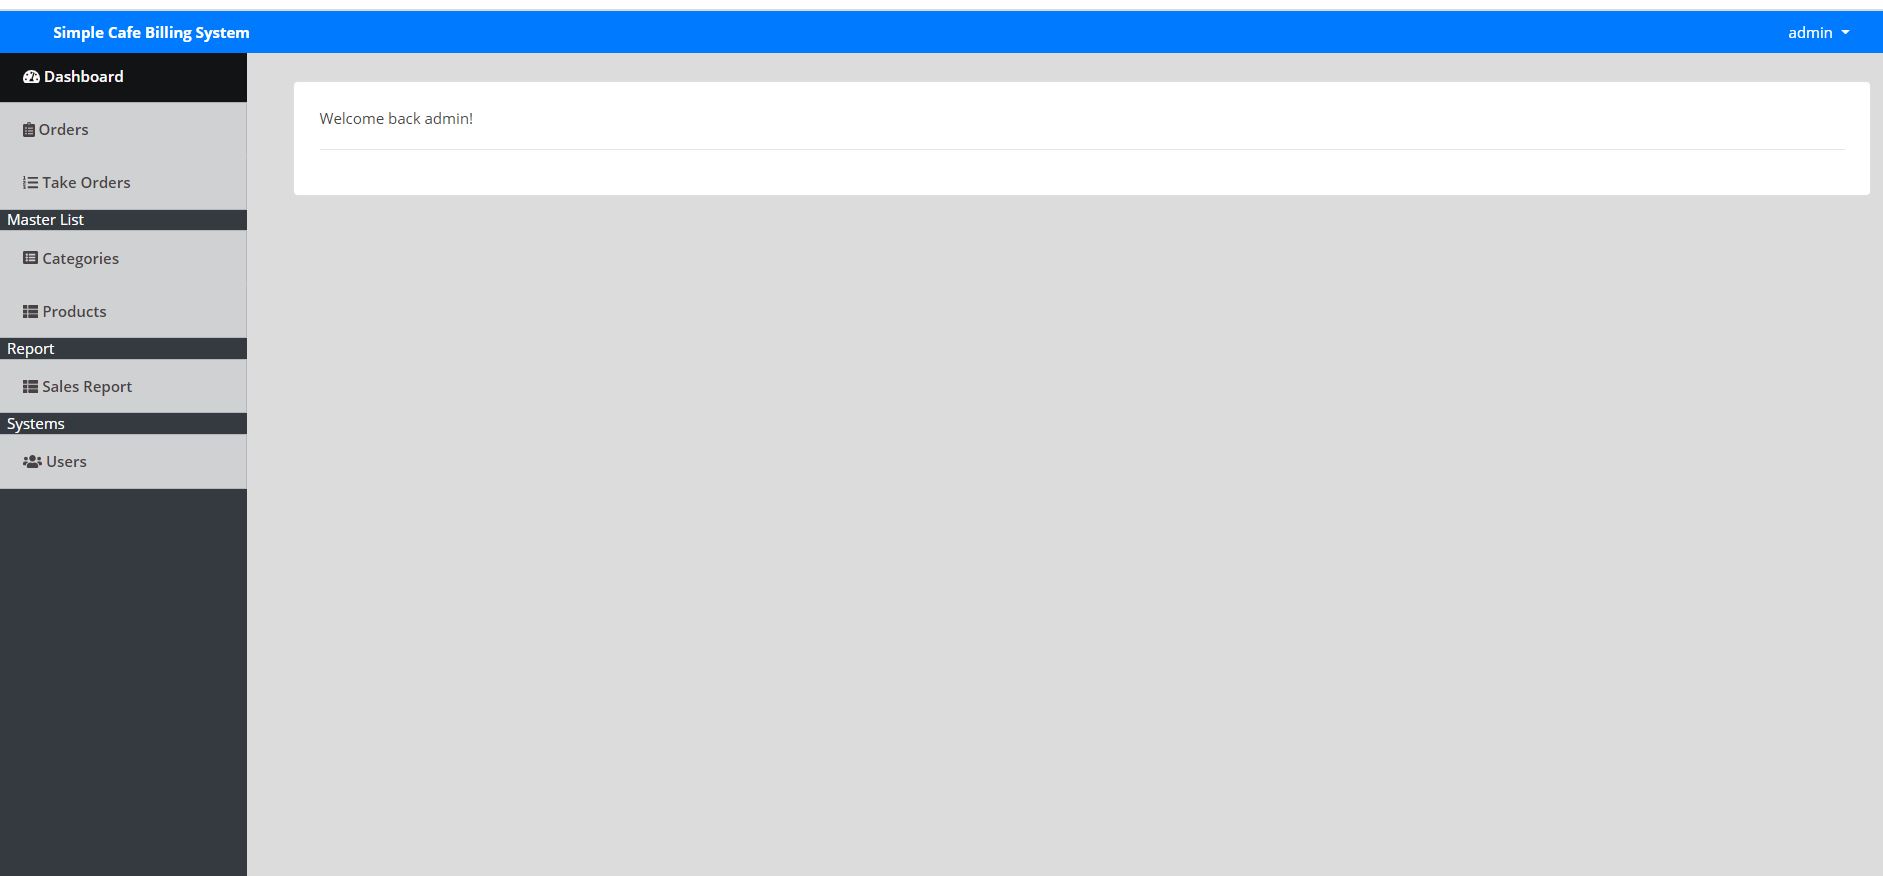 Simple Cafe Billing System
admin
Dashboard
Orders
Take Orders
Master List
Categories
Products
Report
Sales Report
Systems
Users
Welcome back admin!